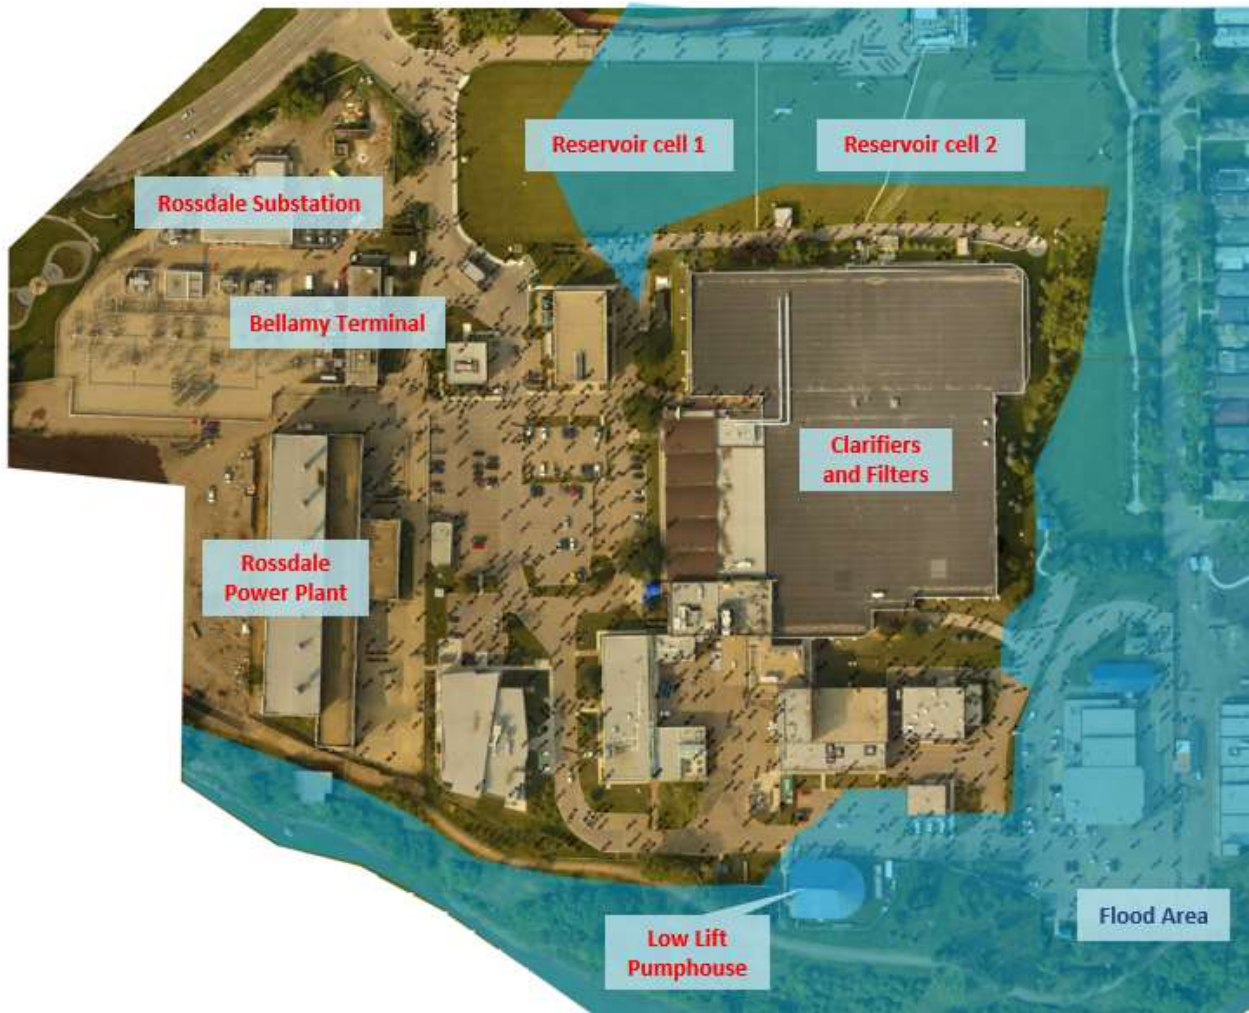 Reservoir cell 1
Reservoir cell 2
Rossdale Substation
Bellamy Terminal
Clarifiers
and Filters
Rossdale
Power Plant
Flood Area
Low Lift
Pumphouse